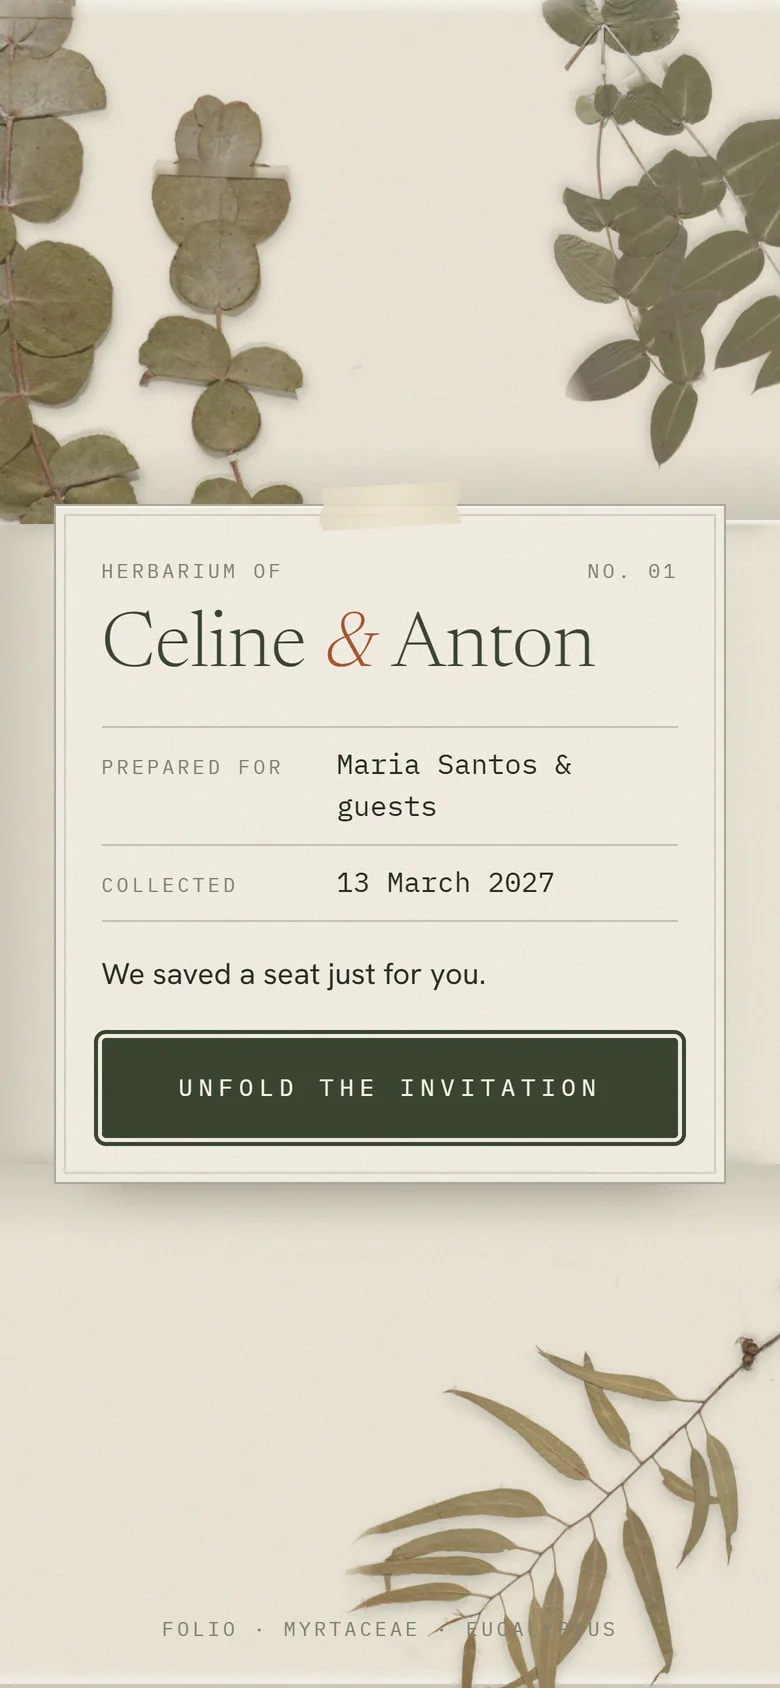 HERBARIUM OF
NO. 01
Celine & Anton
PREPARED FOR
Maria Santos &
guests
COLLECTED
13 March 2027
We saved a seat just for you.
UNFOLD THE INVITATION
FOLIO · MYRTACEAE · EUCALYPTUS